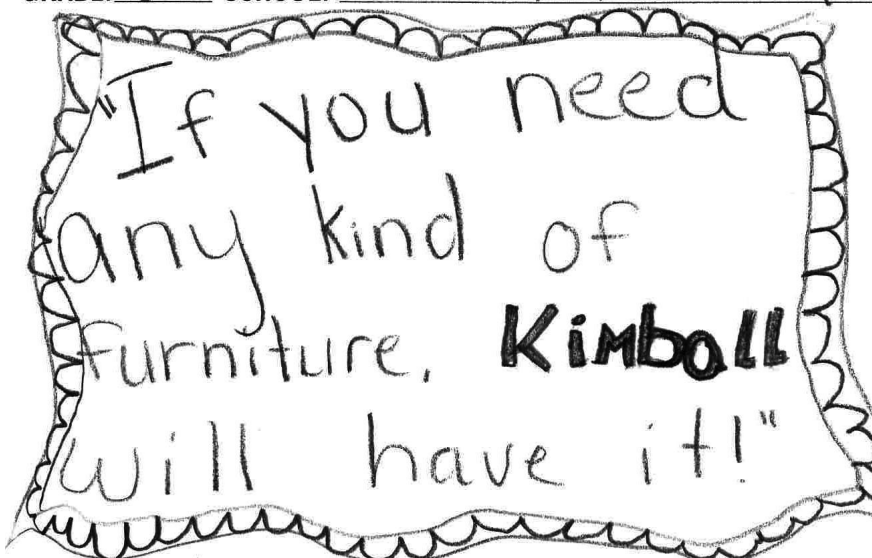 "If you need
any kind of
furniture, Kimball
will have it!"